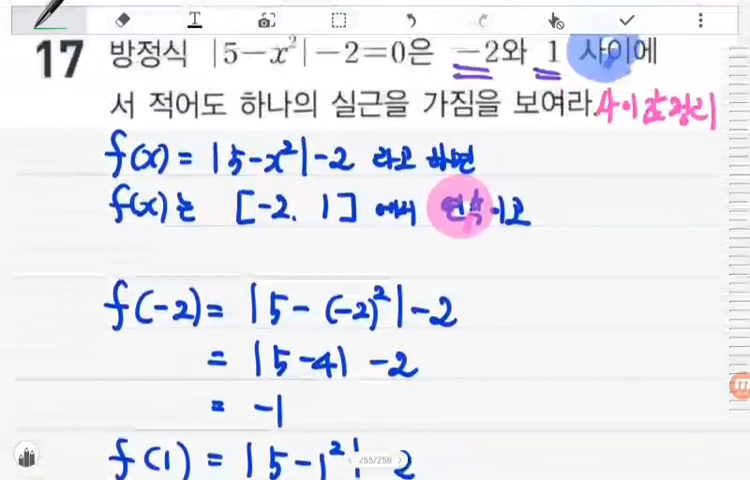 17 방정식 |5-x²|-2=0은 -2와 1 사이에
서 적어도 하나의 실근을 가짐을 보여라. 사이값정리
f(x) = |5-x²|-2 라고 하면
f(x)는 [-2, 1] 에서 연속이고
f(-2) = |5-(-2)²|-2
= |5-4| -2
= -1
f(1) = |5-1²|-2
255/258